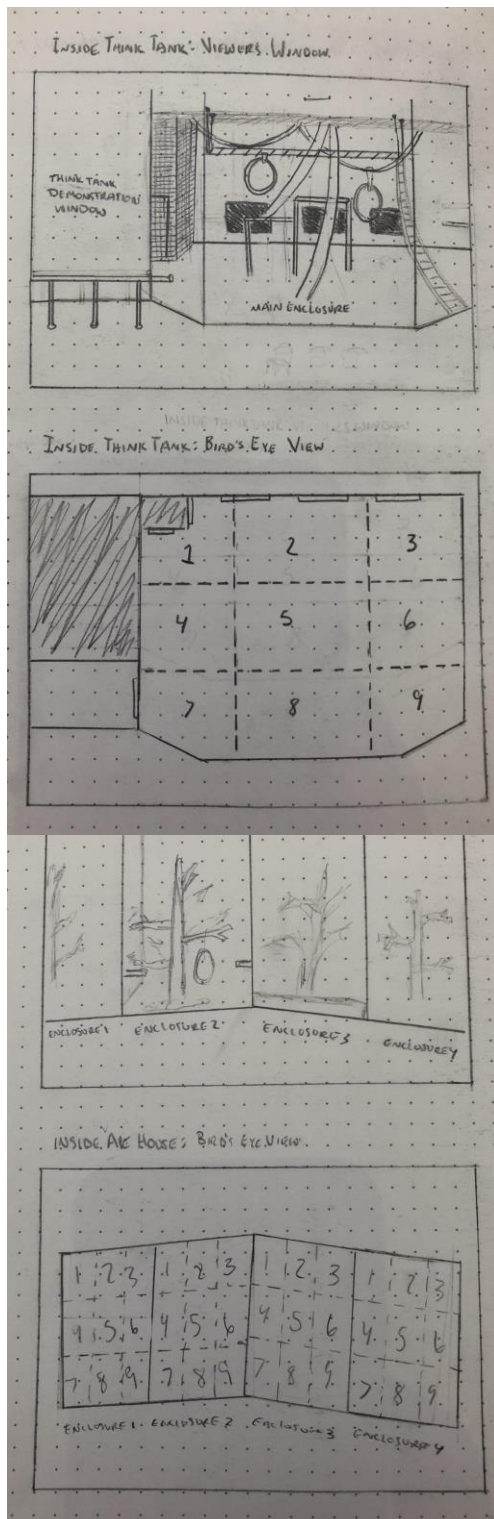 INSIDE THINK TANK: VIEWERS WINDOW
THINK TANK
DEMONSTRATION
WINDOW
MAIN ENCLOSURE
INSIDE THINK TANK: BIRD'S EYE VIEW
1 2 3
4 5 6
7 8 9
ENCLOSURE 1 ENCLOSURE 2 ENCLOSURE 3 ENCLOSURE 4
INSIDE APE HOUSE: BIRD'S EYE VIEW
1 2 3 1 2 3 1 2 3 1 2 3
4 5 6 4 5 6 4 5 6 4 5 6
7 8 9 7 8 9 7 8 9 7 8 9
ENCLOSURE 1 ENCLOSURE 2 ENCLOSURE 3 ENCLOSURE 4